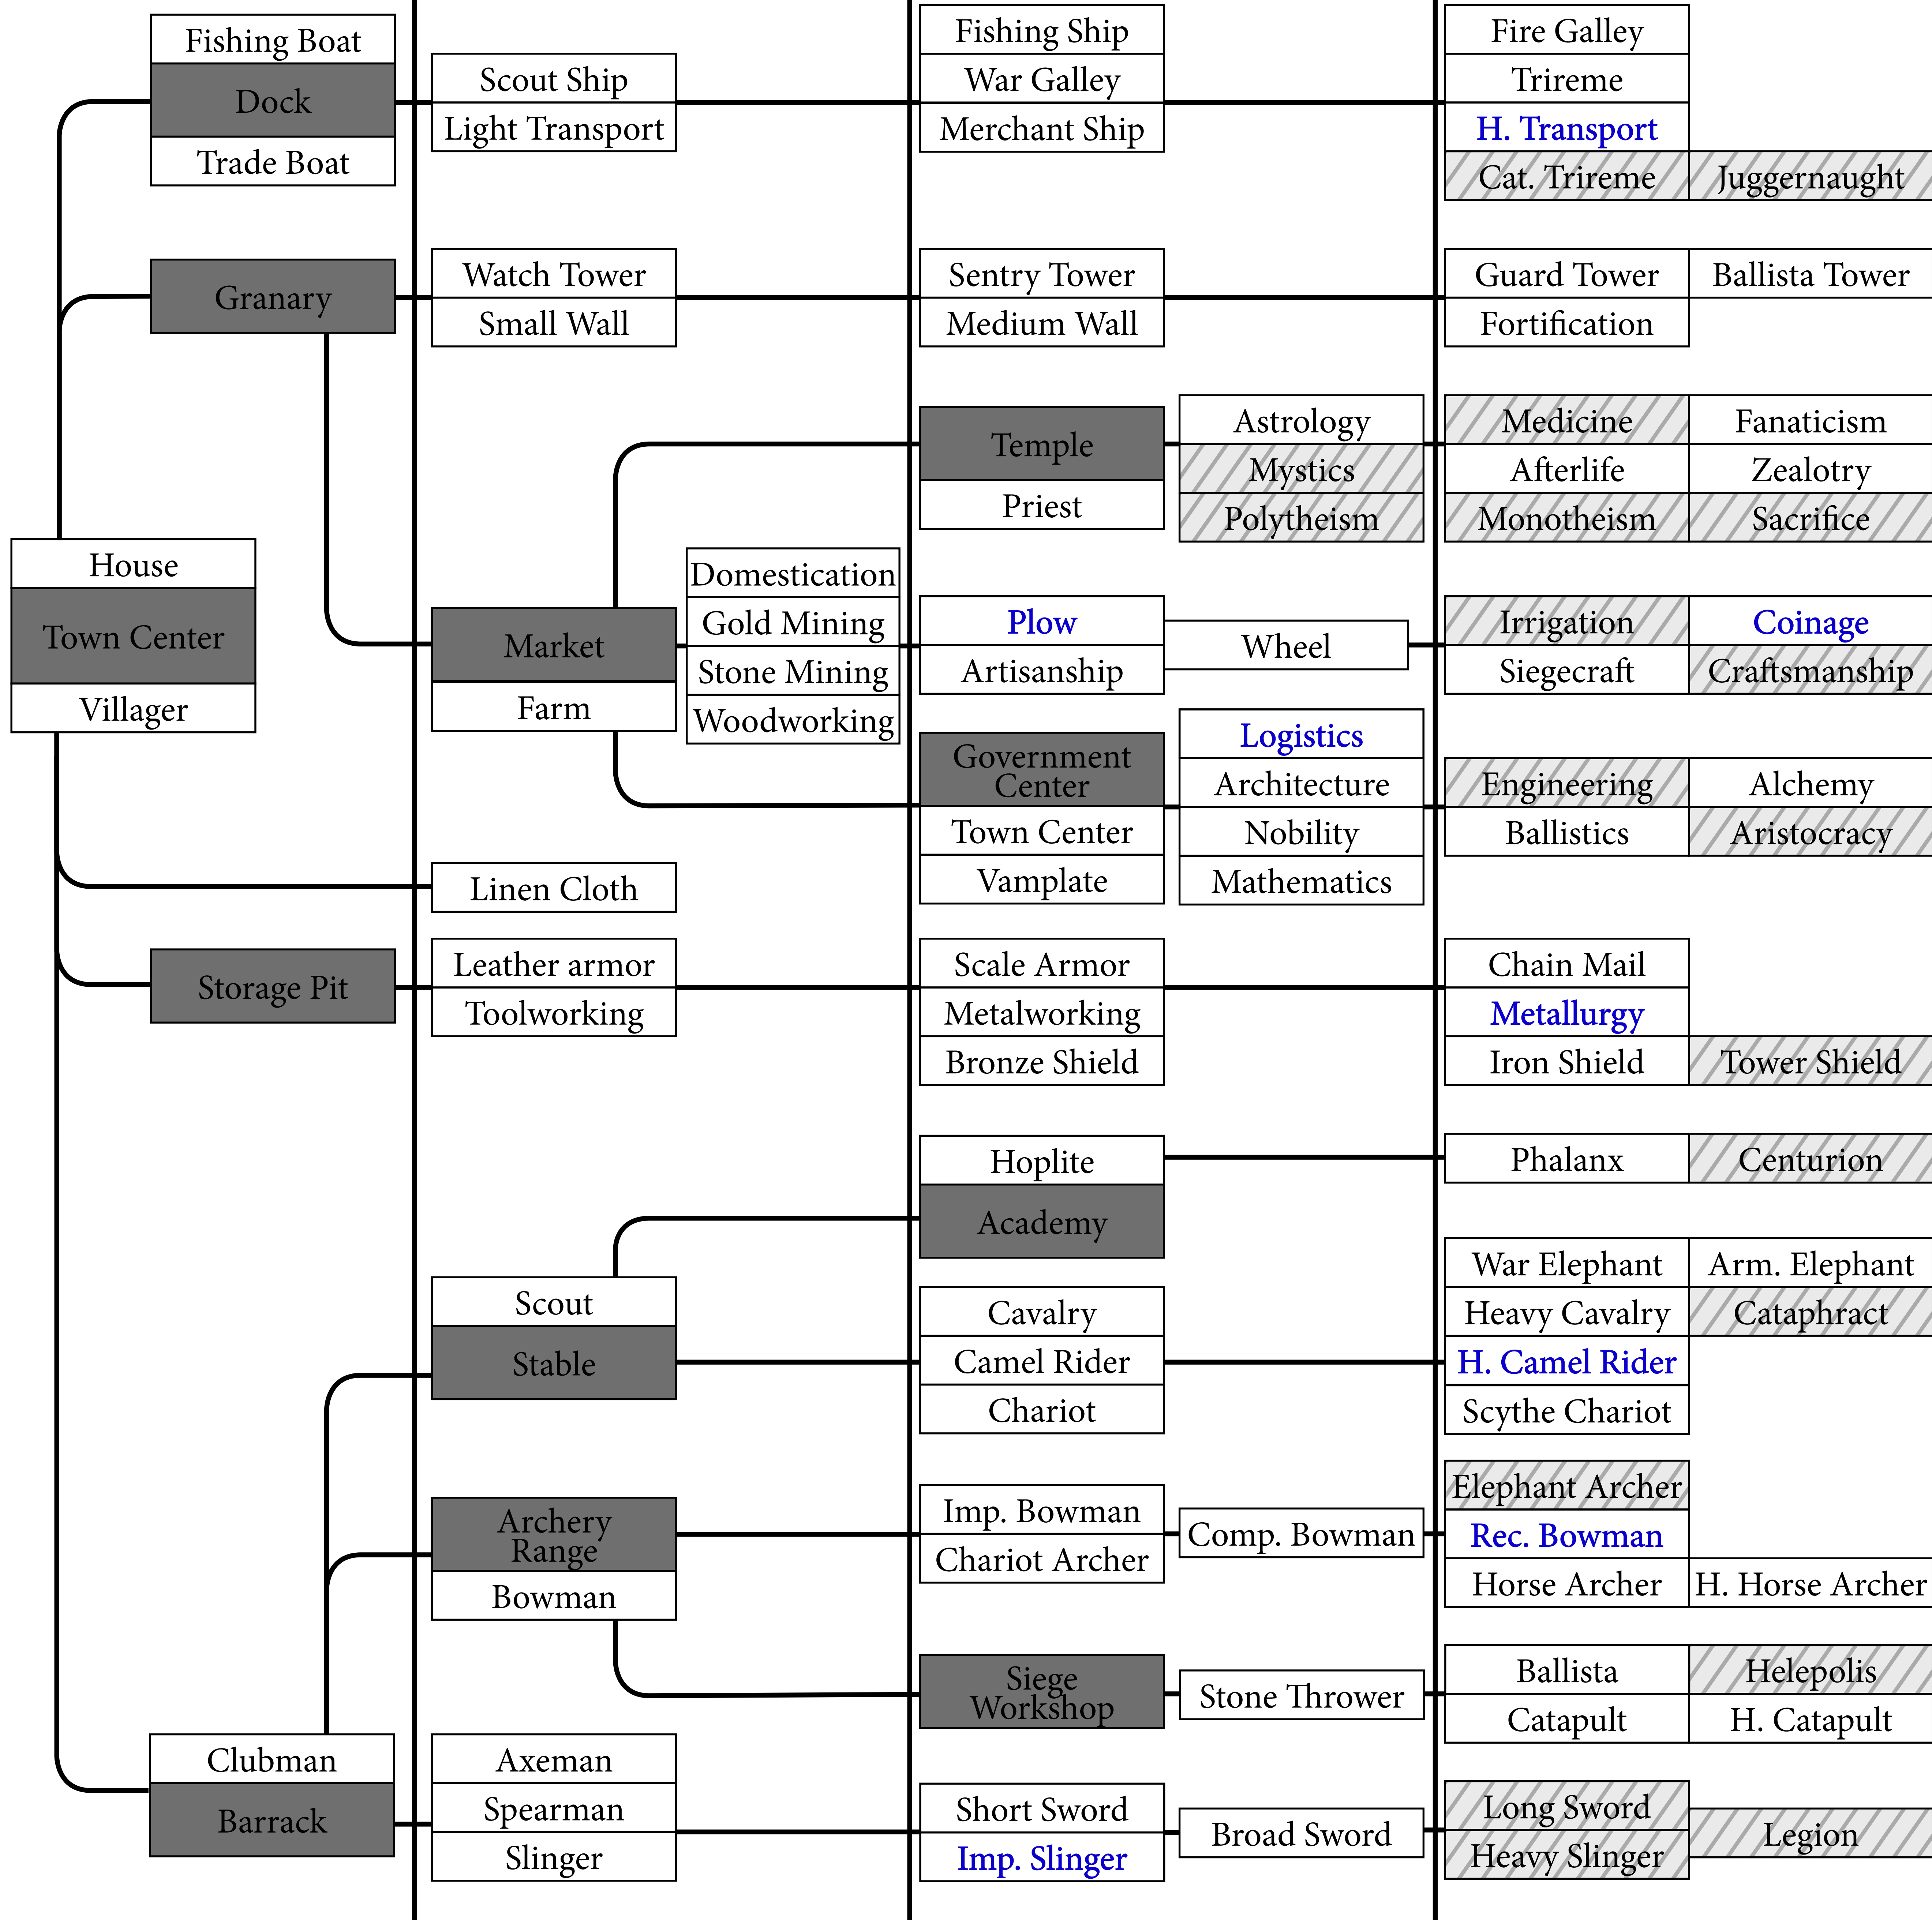 Fishing Boat
Dock
Trade Boat
Scout Ship
Light Transport
Fishing Ship
War Galley
Merchant Ship
Fire Galley
Trireme
H. Transport
Cat. Trireme
Juggernaught
Granary
Watch Tower
Small Wall
Sentry Tower
Medium Wall
Guard Tower
Ballista Tower
Fortification
Temple
Priest
Astrology
Mystics
Polytheism
Medicine
Fanaticism
Afterlife
Zealotry
Monotheism
Sacrifice
House
Town Center
Villager
Market
Farm
Domestication
Gold Mining
Stone Mining
Woodworking
Plow
Artisanship
Wheel
Irrigation
Coinage
Siegecraft
Craftsmanship
Government
Center
Town Center
Vamplate
Logistics
Architecture
Nobility
Mathematics
Engineering
Alchemy
Ballistics
Aristocracy
Linen Cloth
Storage Pit
Leather armor
Toolworking
Scale Armor
Metalworking
Bronze Shield
Chain Mail
Metallurgy
Iron Shield
Tower Shield
Hoplite
Academy
Phalanx
Centurion
Scout
Stable
Cavalry
Camel Rider
Chariot
War Elephant
Arm. Elephant
Heavy Cavalry
Cataphract
H. Camel Rider
Scythe Chariot
Archery
Range
Bowman
Imp. Bowman
Chariot Archer
Comp. Bowman
Elephant Archer
Rec. Bowman
Horse Archer
H. Horse Archer
Siege
Workshop
Stone Thrower
Ballista
Helepolis
Catapult
H. Catapult
Clubman
Barrack
Axeman
Spearman
Slinger
Short Sword
Imp. Slinger
Broad Sword
Long Sword
Heavy Slinger
Legion